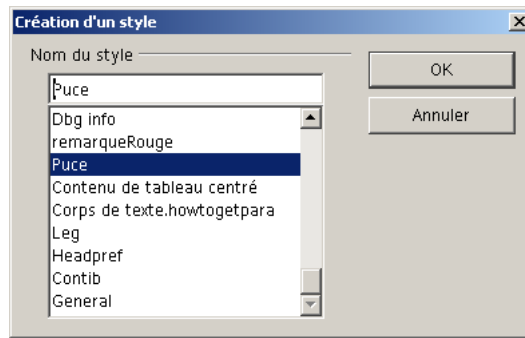 Création d'un style
Nom du style
OK
Puce
Annuler
Dbg info
remarqueRouge
Puce
Contenu de tableau centré
Corps de texte.howtogetpara
Leg
Headpref
Contib
General